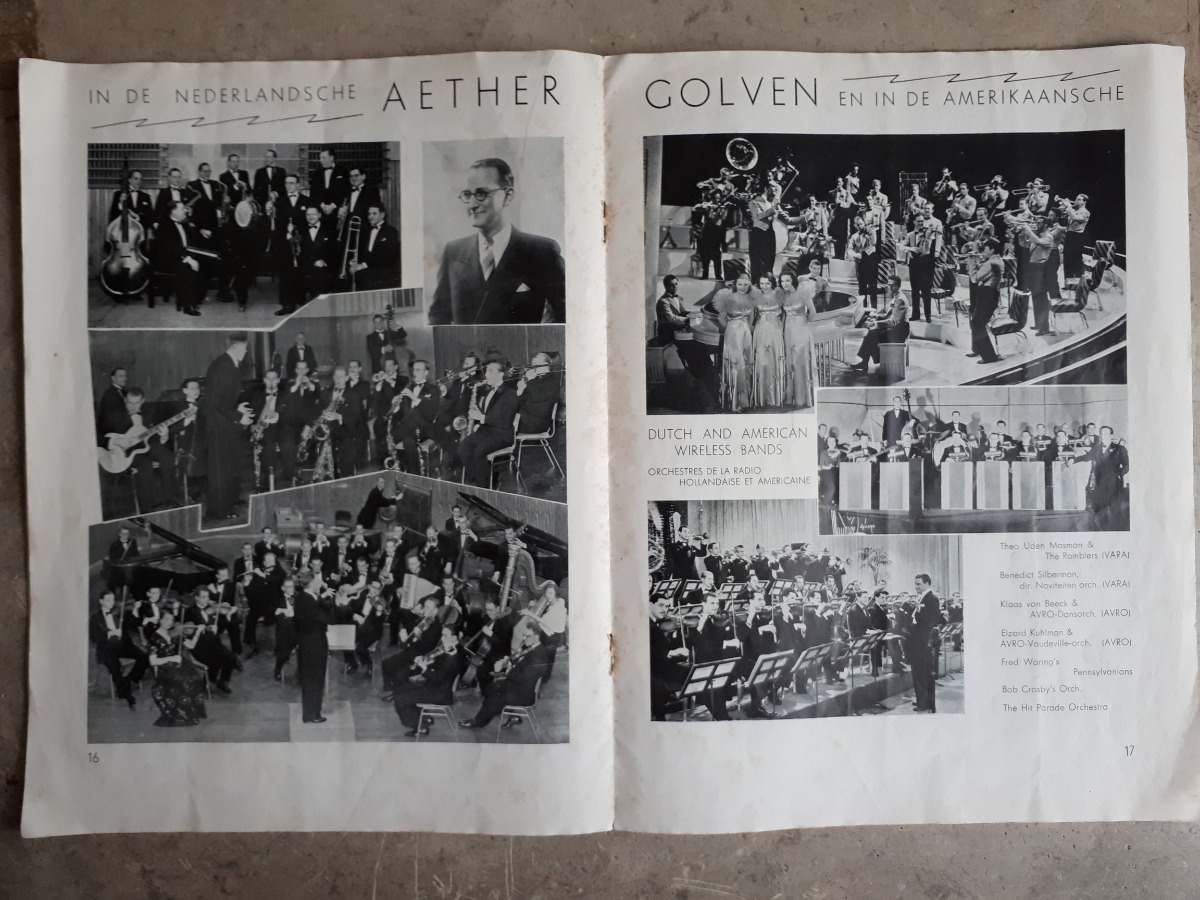 IN DE NEDERLANDSCHE AETHER
GOLVEN EN IN DE AMERIKAANSCHE
DUTCH AND AMERICAN
WIRELESS BANDS
ORCHESTRES DE LA RADIO
HOLLANDAISE ET AMERICAINE
Theo Uden Masman &
The Ramblers (VARA)
Benedict Silberman,
dir. Noviteiten orch. (VARA)
Klaas van Beeck &
AVRO-Dansorch. (AVRO)
Elzard Kuhlman &
AVRO-Vaudeville-orch. (AVRO)
Fred Waring's
Pennsylvanians
Bob Crosby's Orch.
The Hit Parade Orchestra
16
17